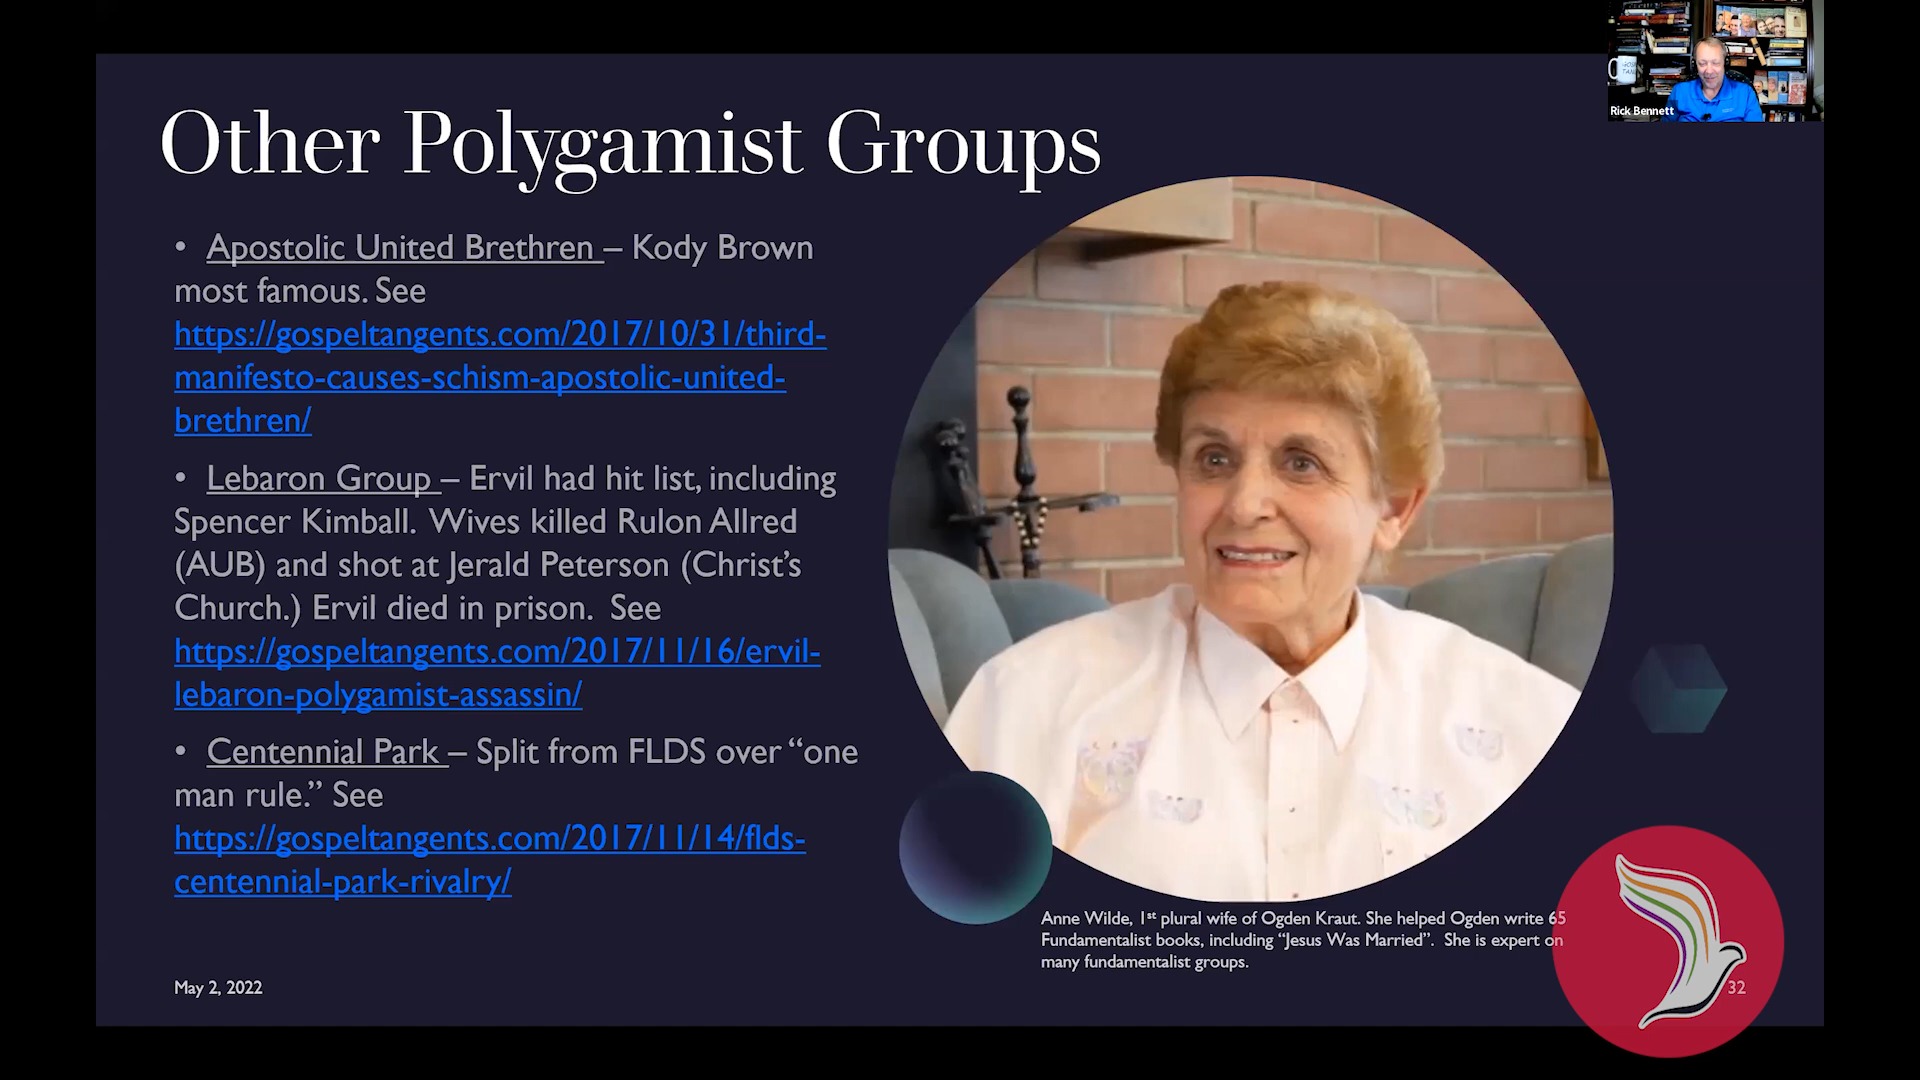 Rick Bennett
Other Polygamist Groups
• Apostolic United Brethren – Kody Brown
most famous. See
https://gospeltangents.com/2017/10/31/third-
manifesto-causes-schism-apostolic-united-
brethren/
• Lebaron Group – Ervil had hit list, including
Spencer Kimball. Wives killed Rulon Allred
(AUB) and shot at Jerald Peterson (Christ’s
Church.) Ervil died in prison. See
https://gospeltangents.com/2017/11/16/ervil-
lebaron-polygamist-assassin/
• Centennial Park – Split from FLDS over “one
man rule.” See
https://gospeltangents.com/2017/11/14/flds-
centennial-park-rivalry/
Anne Wilde, 1st plural wife of Ogden Kraut. She helped Ogden write 65
Fundamentalist books, including “Jesus Was Married”. She is expert on
many fundamentalist groups.
May 2, 2022
32